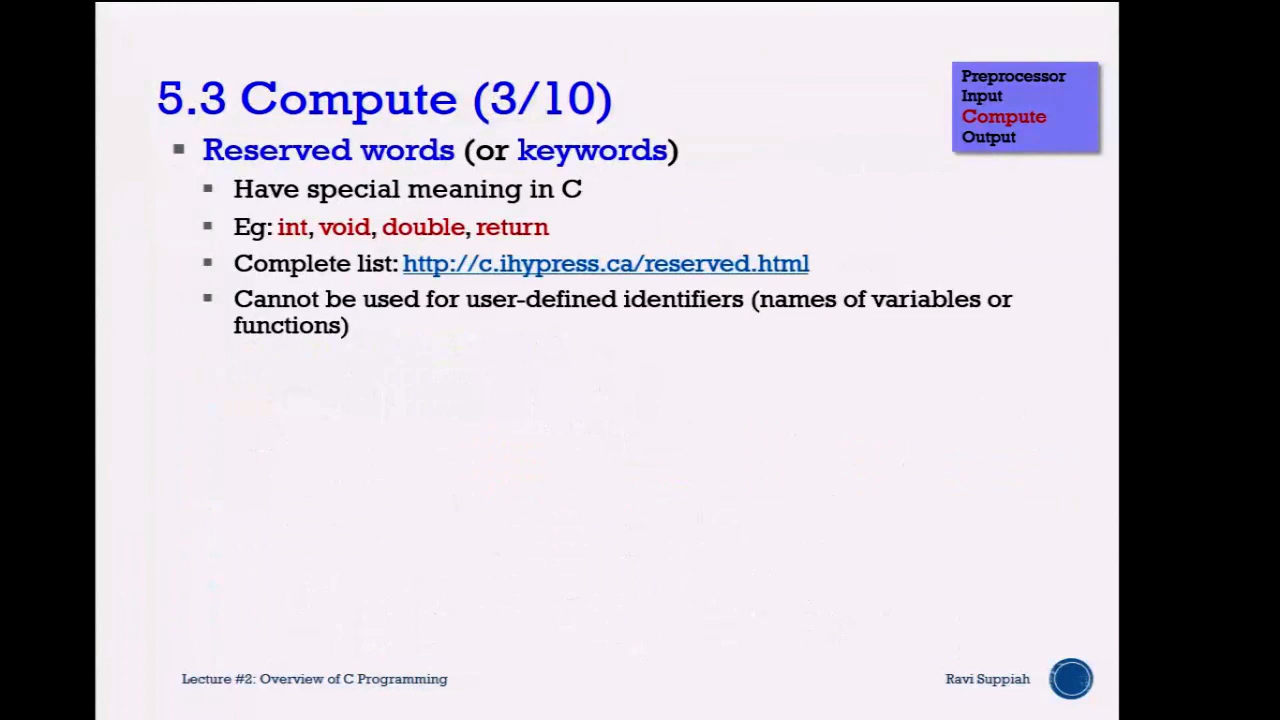 5.3 Compute (3/10)
Preprocessor
Input
Compute
Output
Reserved words (or keywords)
Have special meaning in C
Eg: int, void, double, return
Complete list: http://c.ihypress.ca/reserved.html
Cannot be used for user-defined identifiers (names of variables or
functions)
Lecture #2: Overview of C Programming
Ravi Suppiah